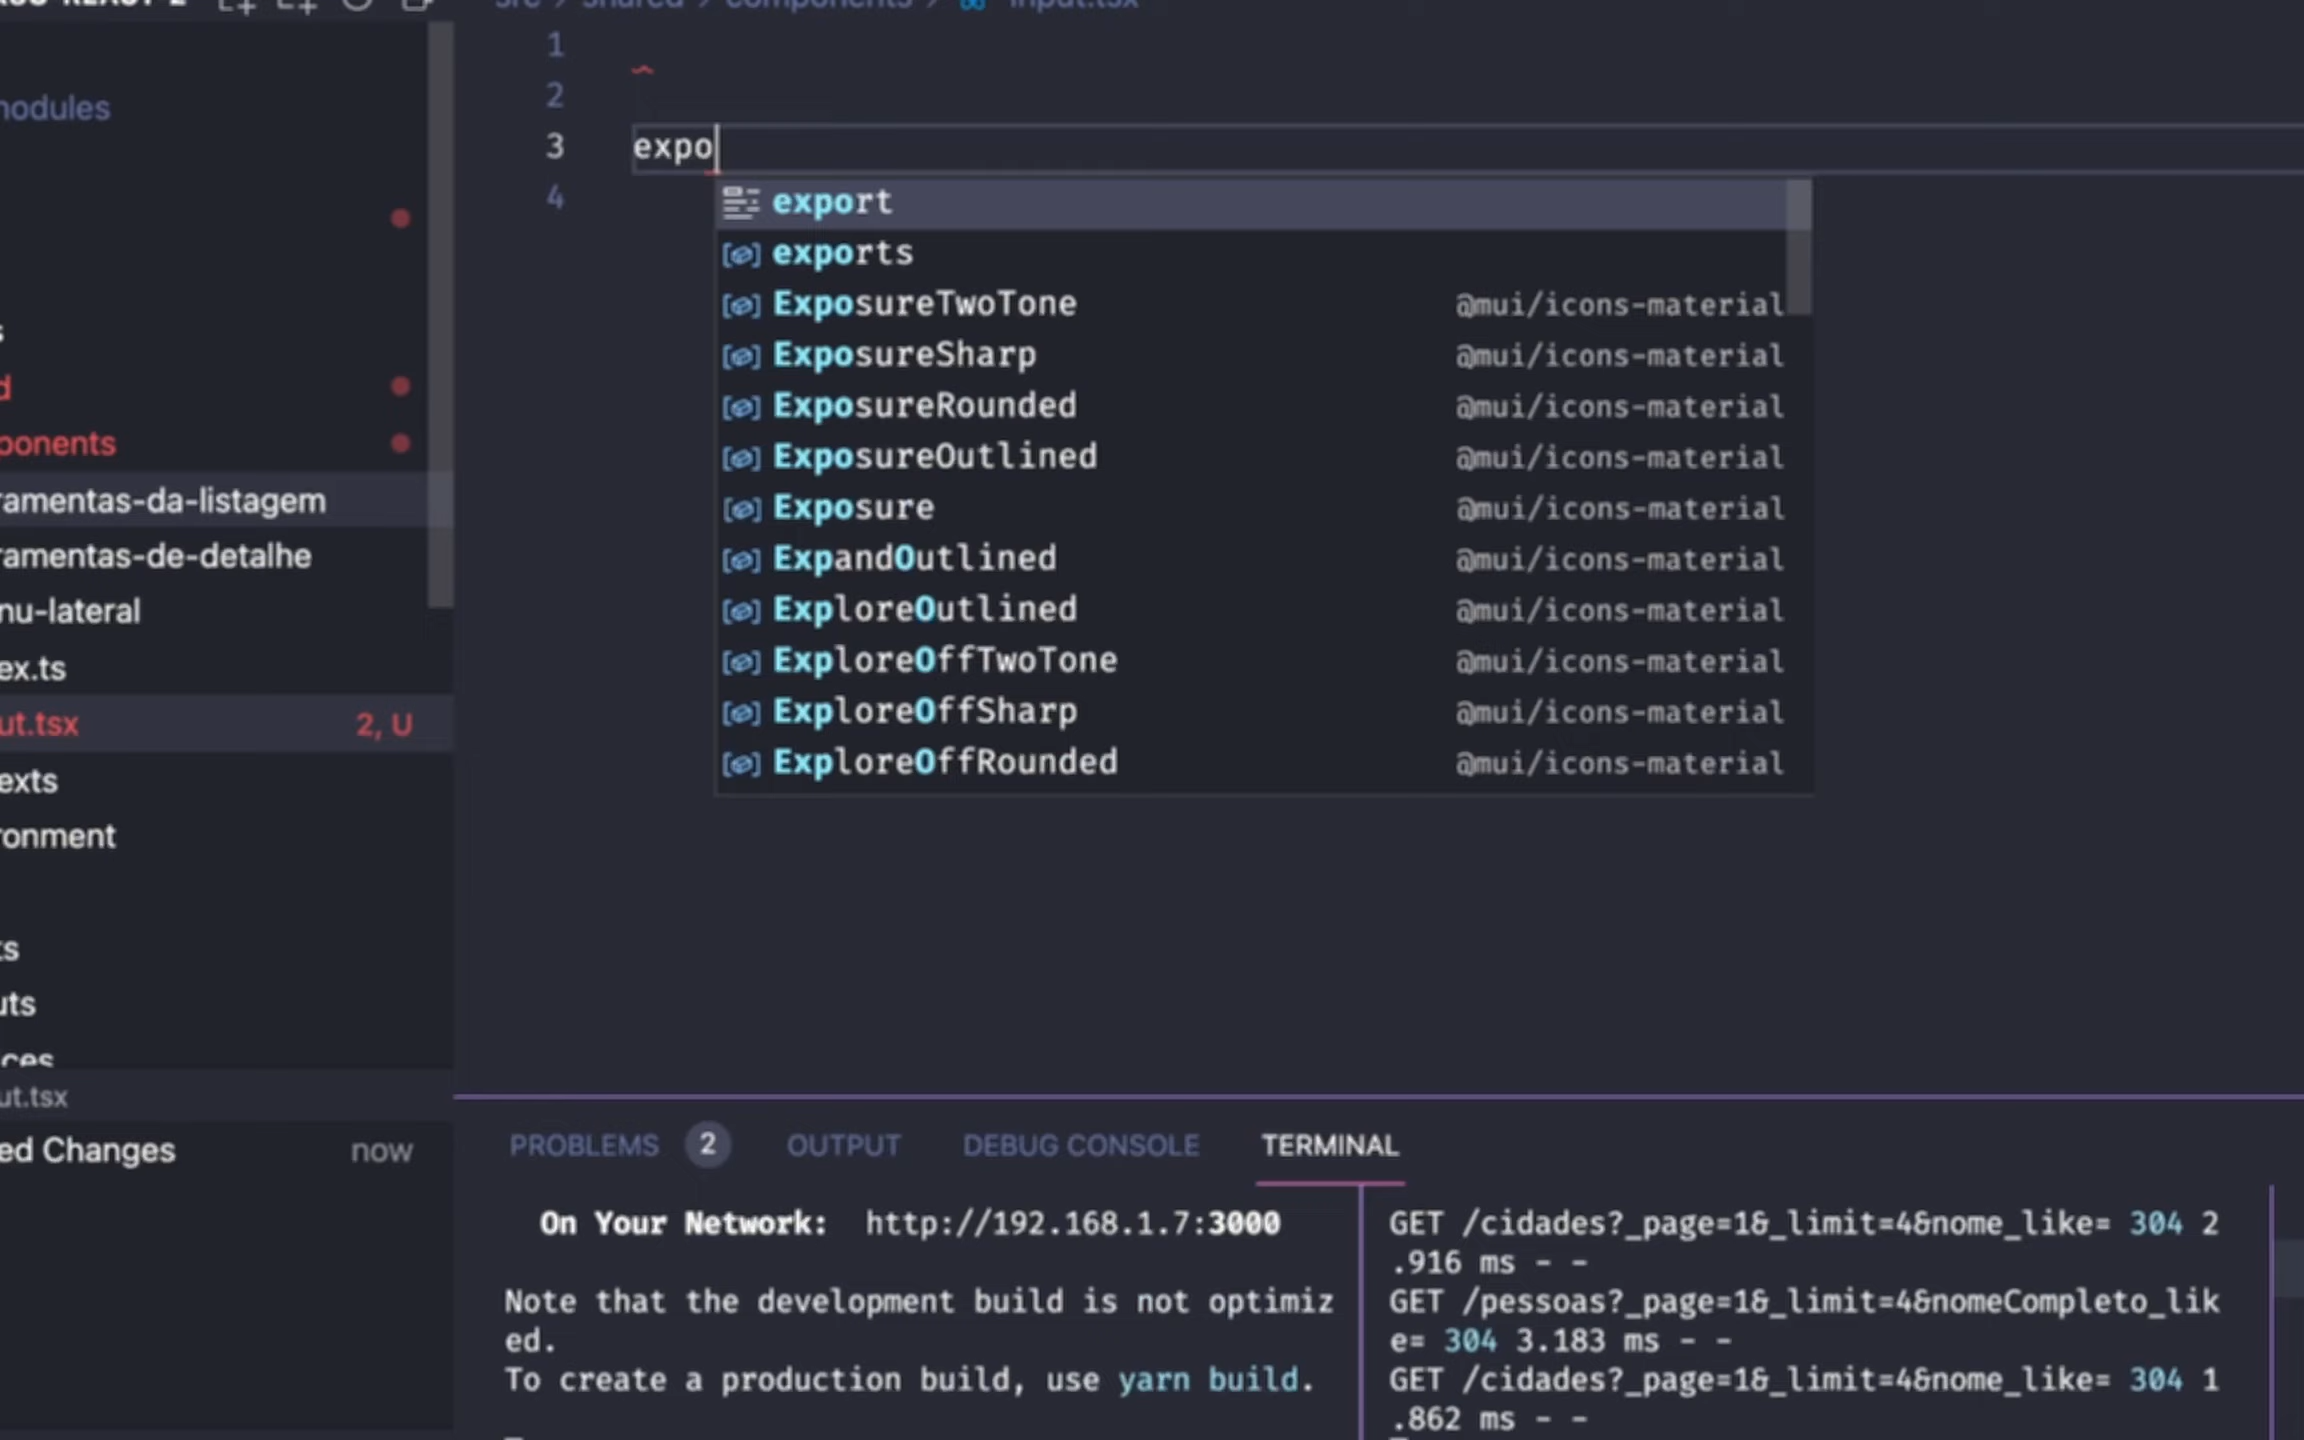 src > shared > components > input.tsx
nodules
ponents
ramentas-da-listagem
ramentas-de-detalhe
nu-lateral
ex.ts
ut.tsx 2, U
exts
ronment
ts
uts
ces
ut.tsx
ed Changes now
1
2
3 expo
4
export
exports
ExposureTwoTone @mui/icons-material
ExposureSharp @mui/icons-material
ExposureRounded @mui/icons-material
ExposureOutlined @mui/icons-material
Exposure @mui/icons-material
ExpandOutlined @mui/icons-material
ExploreOutlined @mui/icons-material
ExploreOffTwoTone @mui/icons-material
ExploreOffSharp @mui/icons-material
ExploreOffRounded @mui/icons-material
PROBLEMS 2 OUTPUT DEBUG CONSOLE TERMINAL
On Your Network: http://192.168.1.7:3000
Note that the development build is not optimiz
ed.
To create a production build, use yarn build.
GET /cidades?_page=1&_limit=4&nome_like= 304 2
.916 ms - -
GET /pessoas?_page=1&_limit=4&nomeCompleto_lik
e= 304 3.183 ms - -
GET /cidades?_page=1&_limit=4&nome_like= 304 1
.862 ms - -